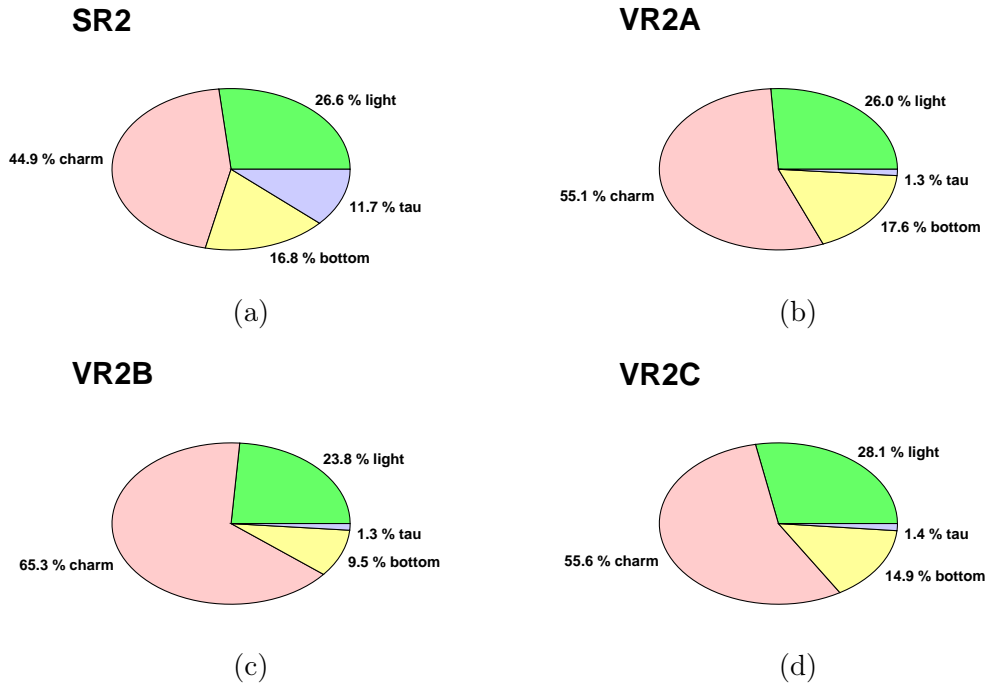 SR2
26.6 % light
44.9 % charm
11.7 % tau
16.8 % bottom
(a)
VR2A
26.0 % light
55.1 % charm
1.3 % tau
17.6 % bottom
(b)
VR2B
23.8 % light
65.3 % charm
1.3 % tau
9.5 % bottom
(c)
VR2C
28.1 % light
55.6 % charm
1.4 % tau
14.9 % bottom
(d)